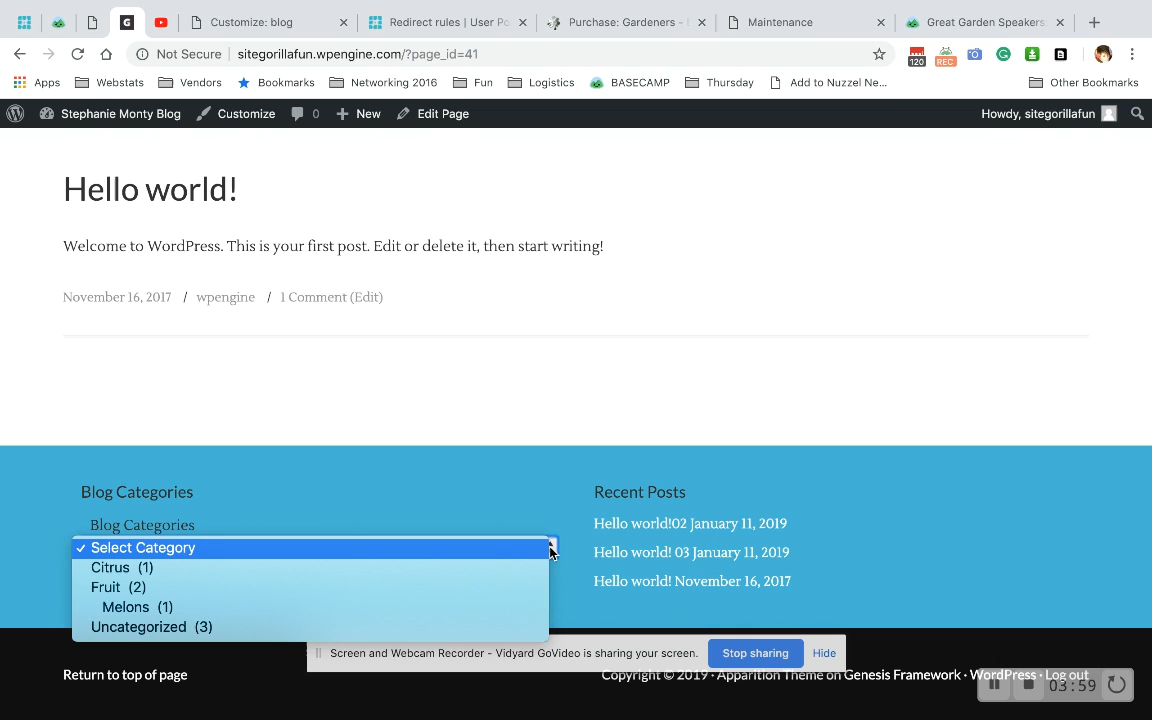 G
Customize: blog
Redirect rules | User Po
Purchase: Gardeners -
Maintenance
Great Garden Speakers
Not Secure
sitegorillafun.wpengine.com/?page_id=41
120
REC
Apps
Webstats
Vendors
Bookmarks
Networking 2016
Fun
Logistics
BASECAMP
Thursday
Add to Nuzzel Ne...
Other Bookmarks
Stephanie Monty Blog
Customize
0
New
Edit Page
Howdy, sitegorillafun
Hello world!
Welcome to WordPress. This is your first post. Edit or delete it, then start writing!
November 16, 2017 / wpengine / 1 Comment (Edit)
Blog Categories
Blog Categories
Select Category
Citrus (1)
Fruit (2)
Melons (1)
Uncategorized (3)
Recent Posts
Hello world!02 January 11, 2019
Hello world! 03 January 11, 2019
Hello world! November 16, 2017
Screen and Webcam Recorder - Vidyard GoVideo is sharing your screen.
Stop sharing
Hide
Return to top of page
Copyright © 2019 · Apparition Theme on Genesis Framework · WordPress · Log out
03:59